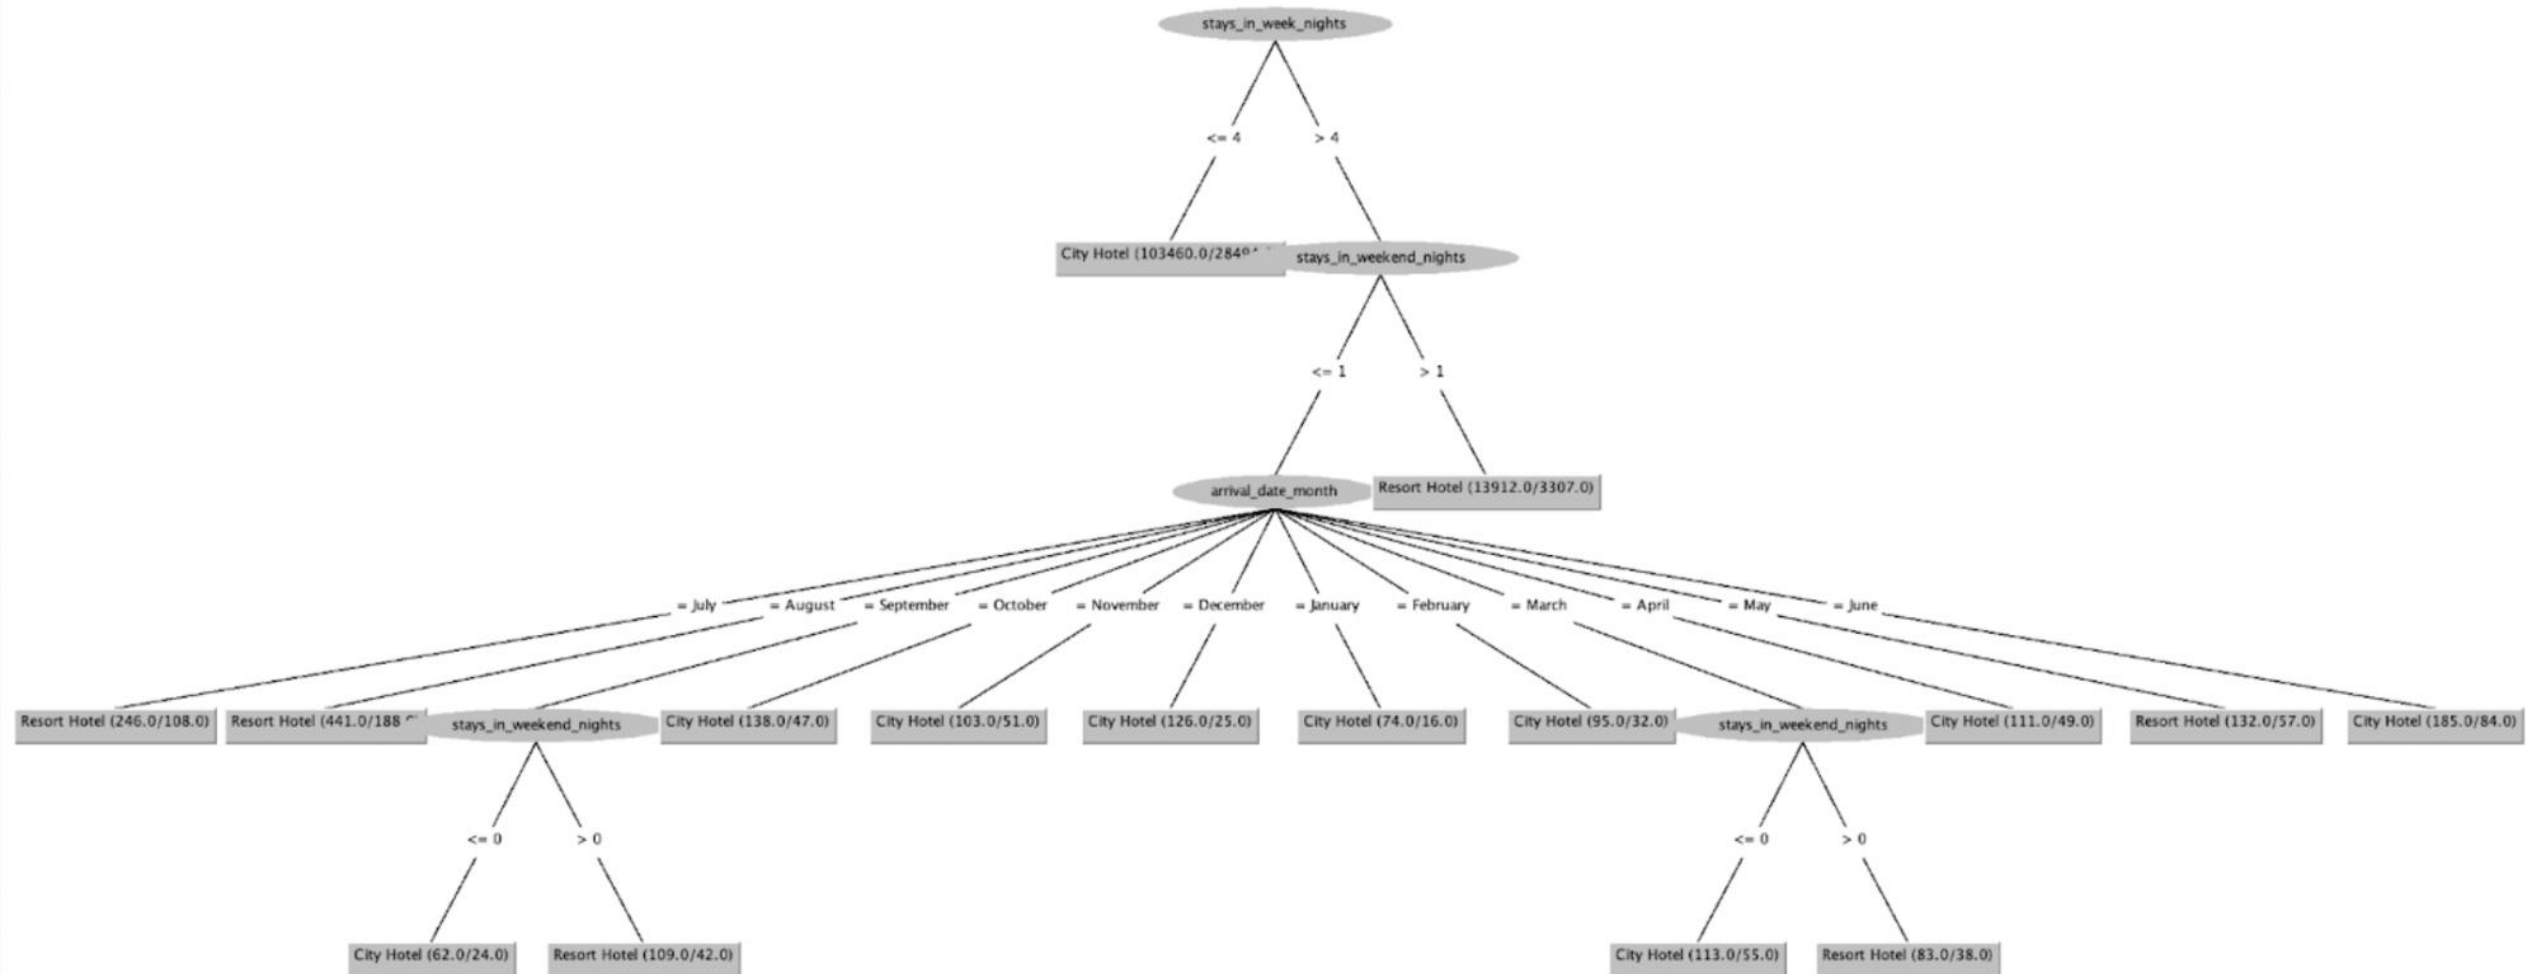 stays_in_week_nights
<= 4
> 4
City Hotel (103460.0/284
stays_in_weekend_nights
<= 1
> 1
arrival_date_month
Resort Hotel (13912.0/3307.0)
= July
= August
= September
= October
= November
= December
= January
= February
= March
= April
= May
= June
Resort Hotel (246.0/108.0)
Resort Hotel (441.0/188
stays_in_weekend_nights
City Hotel (138.0/47.0)
City Hotel (103.0/51.0)
City Hotel (126.0/25.0)
City Hotel (74.0/16.0)
City Hotel (95.0/32.0)
stays_in_weekend_nights
City Hotel (111.0/49.0)
Resort Hotel (132.0/57.0)
City Hotel (185.0/84.0)
<= 0
> 0
<= 0
> 0
City Hotel (62.0/24.0)
Resort Hotel (109.0/42.0)
City Hotel (113.0/55.0)
Resort Hotel (83.0/38.0)